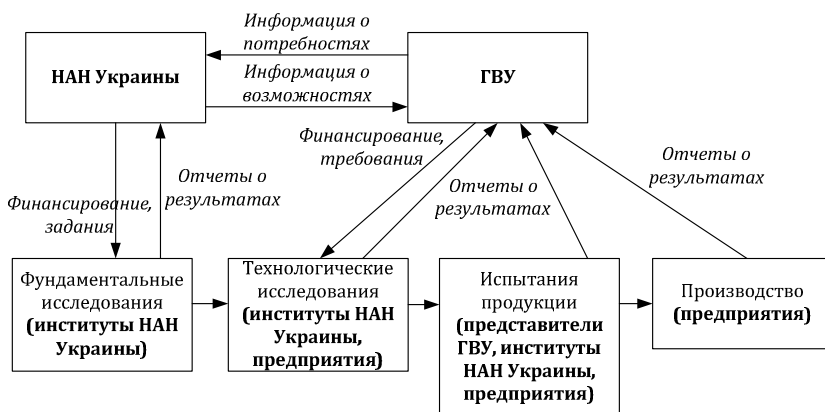 Информация о
потребностях
НАН Украины
Информация о
возможностях
ГВУ
Финансирование,
требования
Отчеты о
результатах
Отчеты о
результатах
Отчеты о
результатах
Финансирование,
задания
Фундаментальные
исследования
(институты НАН
Украины)
Технологические
исследования
(институты НАН
Украины,
предприятия)
Испытания
продукции
(представители
ГВУ, институты
НАН Украины,
предприятия)
Производство
(предприятия)